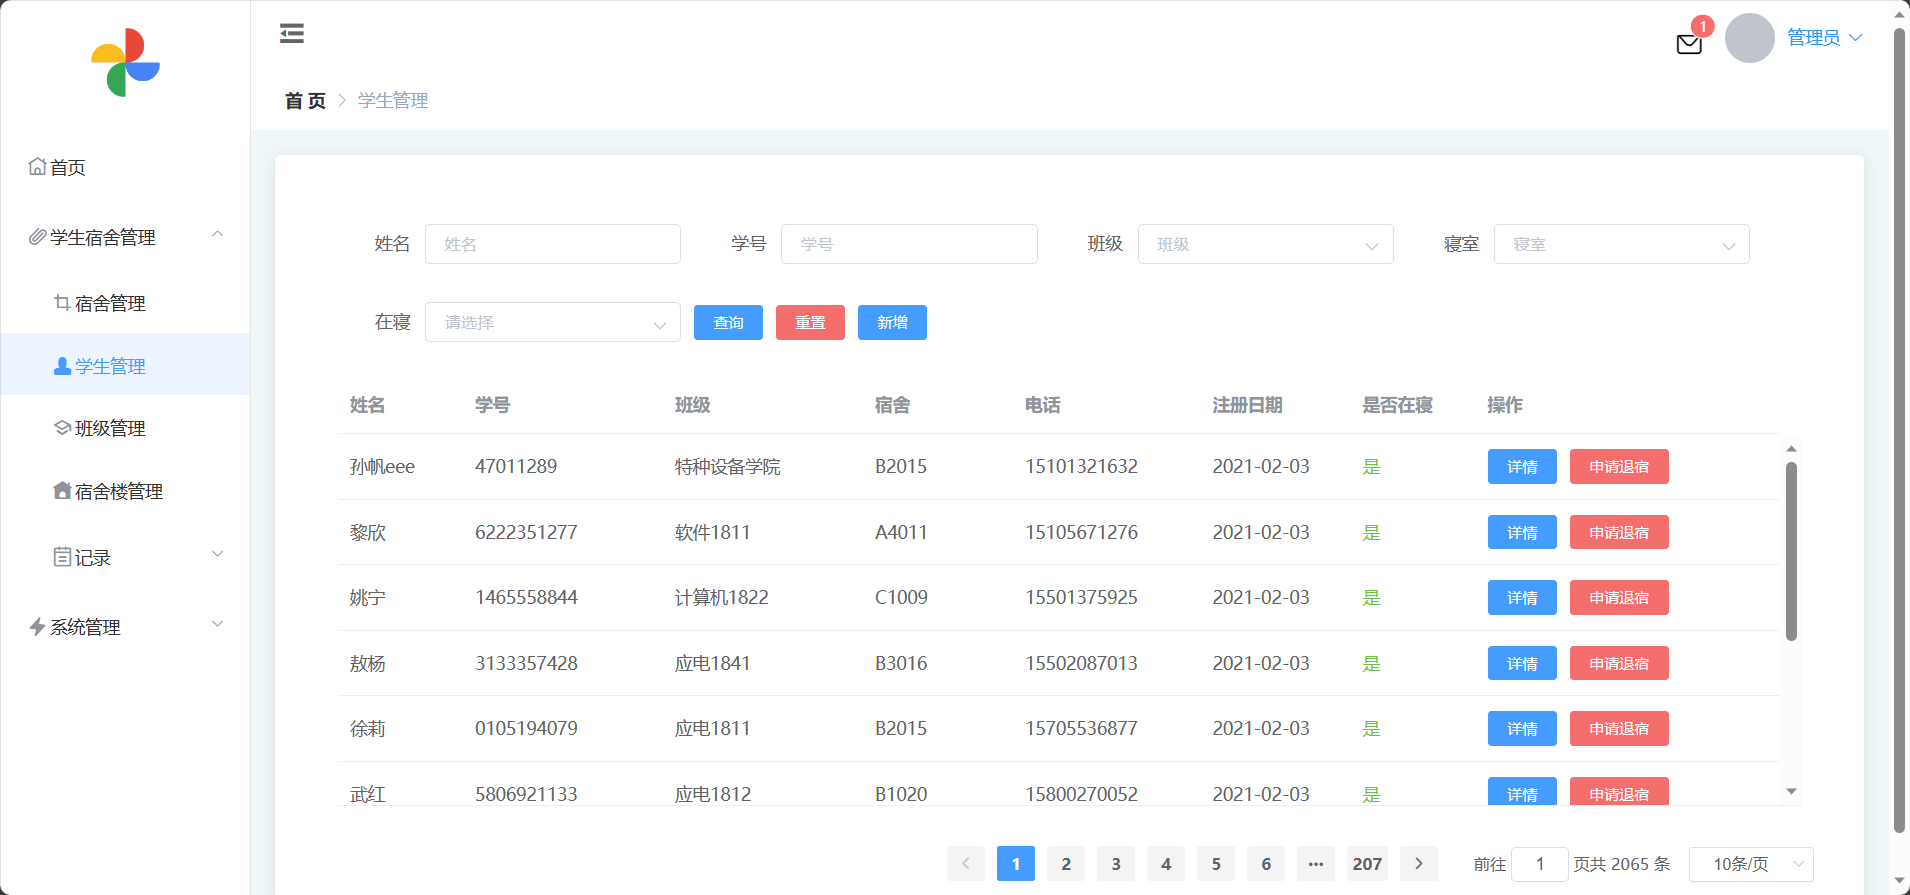 1
管理员
首 页 > 学生管理
首页
学生宿舍管理
宿舍管理
学生管理
班级管理
宿舍楼管理
记录
系统管理
姓名 姓名 学号 学号 班级 班级 寝室 寝室
在寝 请选择 查询 重置 新增
姓名 学号 班级 宿舍 电话 注册日期 是否在寝 操作
孙帆eee 47011289 特种设备学院 B2015 15101321632 2021-02-03 是 详情 申请退宿
黎欣 6222351277 软件1811 A4011 15105671276 2021-02-03 是 详情 申请退宿
姚宁 1465558844 计算机1822 C1009 15501375925 2021-02-03 是 详情 申请退宿
敖杨 3133357428 应电1841 B3016 15502087013 2021-02-03 是 详情 申请退宿
徐莉 0105194079 应电1811 B2015 15705536877 2021-02-03 是 详情 申请退宿
武红 5806921133 应电1812 B1020 15800270052 2021-02-03 是 详情 申请退宿
< 1 2 3 4 5 6 ··· 207 > 前往 1 页共 2065 条 10条/页